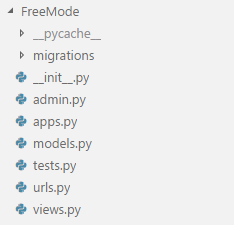 FreeMode
__pycache__
migrations
__init__.py
admin.py
apps.py
models.py
tests.py
urls.py
views.py